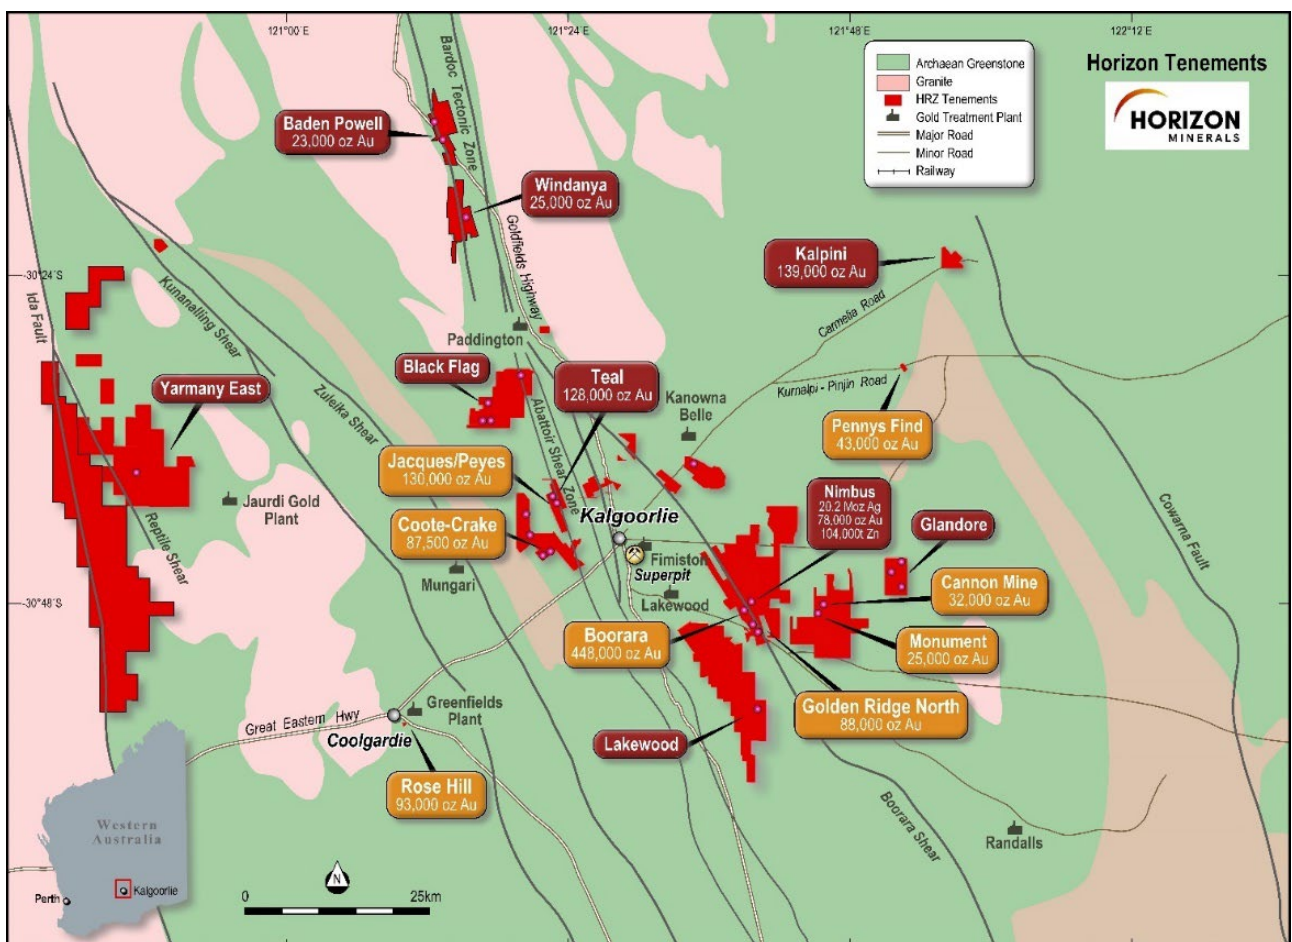 121°00´E
121°24´E
121°48´E
122°12´E
Horizon Tenements
HORIZON
MINERALS
Archaean Greenstone
Granite
HRZ Tenements
Gold Treatment Plant
Major Road
Minor Road
Railway
Bardoc Tectonic Zone
Baden Powell
23,000 oz Au
Windanya
25,000 oz Au
Goldfields Highway
Kalpini
139,000 oz Au
-30°24´S
Ida Fault
Kunanalling Shear
Carmelia Road
Paddington
Zuleika Shear
Black Flag
Teal
128,000 oz Au
Yarmany East
Kanowna
Belle
Kurnalpi - Pinjin Road
Abattoir Shear
Zone
Pennys Find
43,000 oz Au
Jacques/Peyes
130,000 oz Au
Jaurdi Gold
Plant
Reptile Shear
Coote-Crake
87,500 oz Au
Kalgoorlie
Nimbus
20.2 Moz Ag
78,000 oz Au
104,000t Zn
Glandore
Cowarna Fault
Fimiston
Superpit
Mungari
Lakewood
Cannon Mine
32,000 oz Au
-30°48´S
Boorara
448,000 oz Au
Monument
25,000 oz Au
Golden Ridge North
88,000 oz Au
Greenfields
Plant
Great Eastern Hwy
Coolgardie
Lakewood
Rose Hill
93,000 oz Au
Boorara Shear
Randalls
Western
Australia
Kalgoorlie
Perth
N
0
25km